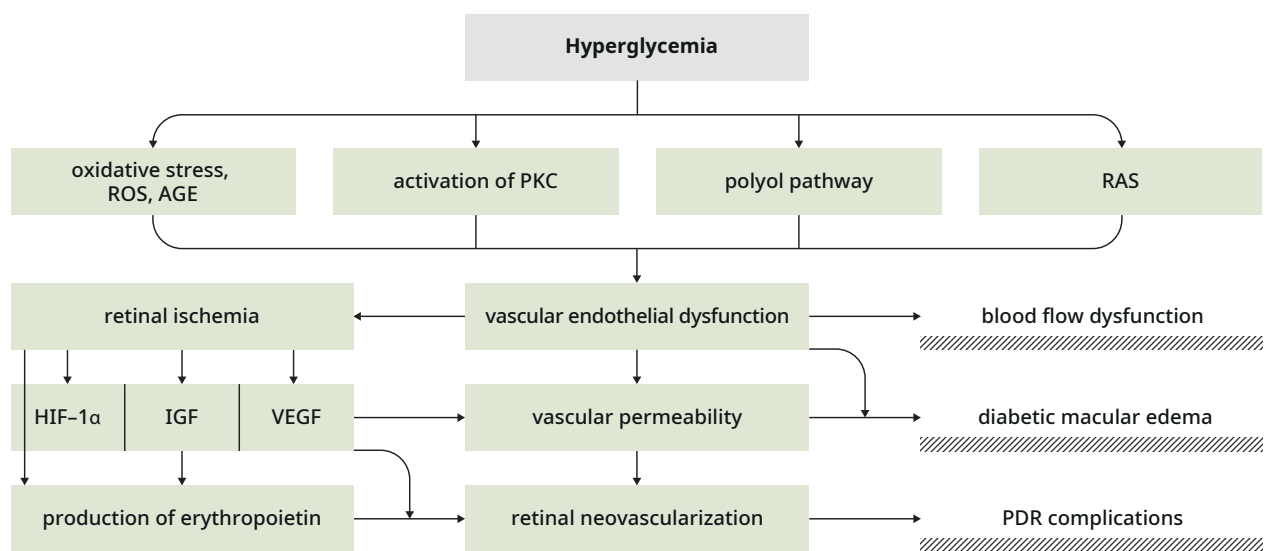 Hyperglycemia
oxidative stress,
ROS, AGE
activation of PKC
polyol pathway
RAS
retinal ischemia
vascular endothelial dysfunction
blood flow dysfunction
HIF–1α
IGF
VEGF
vascular permeability
diabetic macular edema
production of erythropoietin
retinal neovascularization
PDR complications